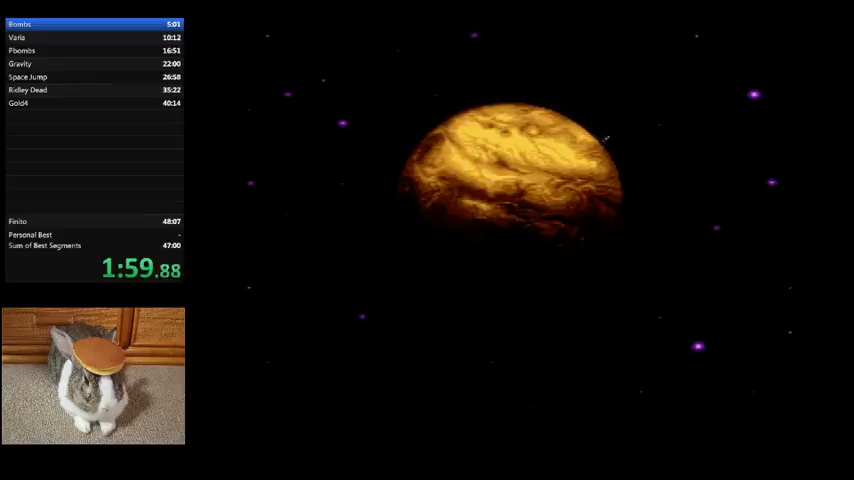 Bombs 5:01
Varia 10:12
Pbombs 16:51
Gravity 22:00
Space Jump 26:58
Ridley Dead 35:22
Gold4 40:14
Finito 48:07
Personal Best -
Sum of Best Segments 47:00
1:59.88